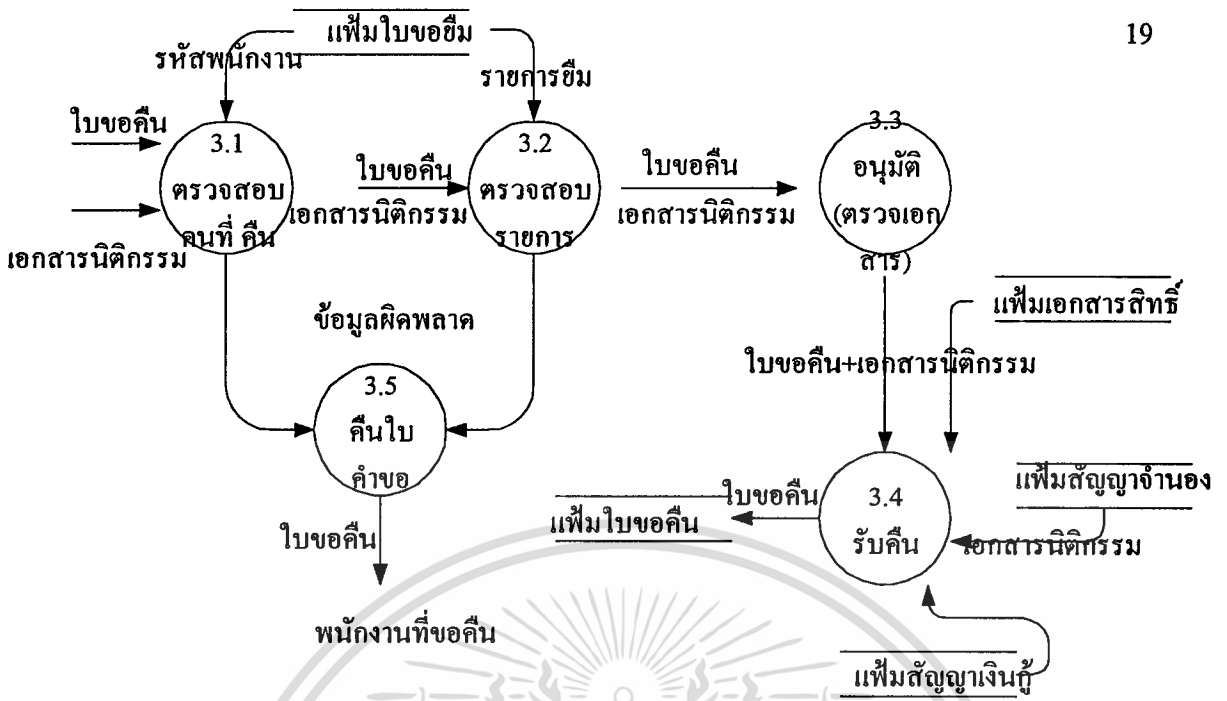 19
แฟ้มใบขอยืม
รหัสพนักงาน
รายการยืม
ใบขอคืน
3.1
ตรวจสอบ
คนที่ คืน
เอกสารนิติกรรม
ใบขอคืน
เอกสารนิติกรรม
3.2
ตรวจสอบ
รายการ
ใบขอคืน
เอกสารนิติกรรม
3.3
อนุมัติ
(ตรวจเอก
สาร)
ข้อมูลผิดพลาด
แฟ้มเอกสารสิทธิ์
ใบขอคืน+เอกสารนิติกรรม
3.5
คืนใบ
คำขอ
ใบขอคืน
พนักงานที่ขอคืน
แฟ้มใบขอคืน
ใบขอคืน
3.4
รับคืน
แฟ้มสัญญาจำนอง
เอกสารนิติกรรม
แฟ้มสัญญาเงินกู้